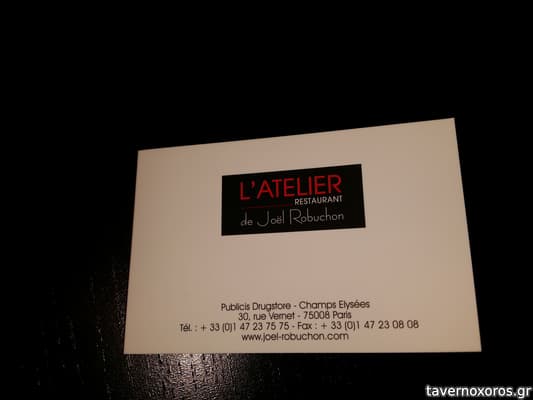 L'ATELIER
RESTAURANT
de Joël Robuchon
Publicis Drugstore - Champs Elysées
30, rue Vernet - 75008 Paris
Tél. : + 33 (0)1 47 23 75 75 - Fax : + 33 (0)1 47 23 08 08
www.joel-robuchon.com
tavernoxoros.gr